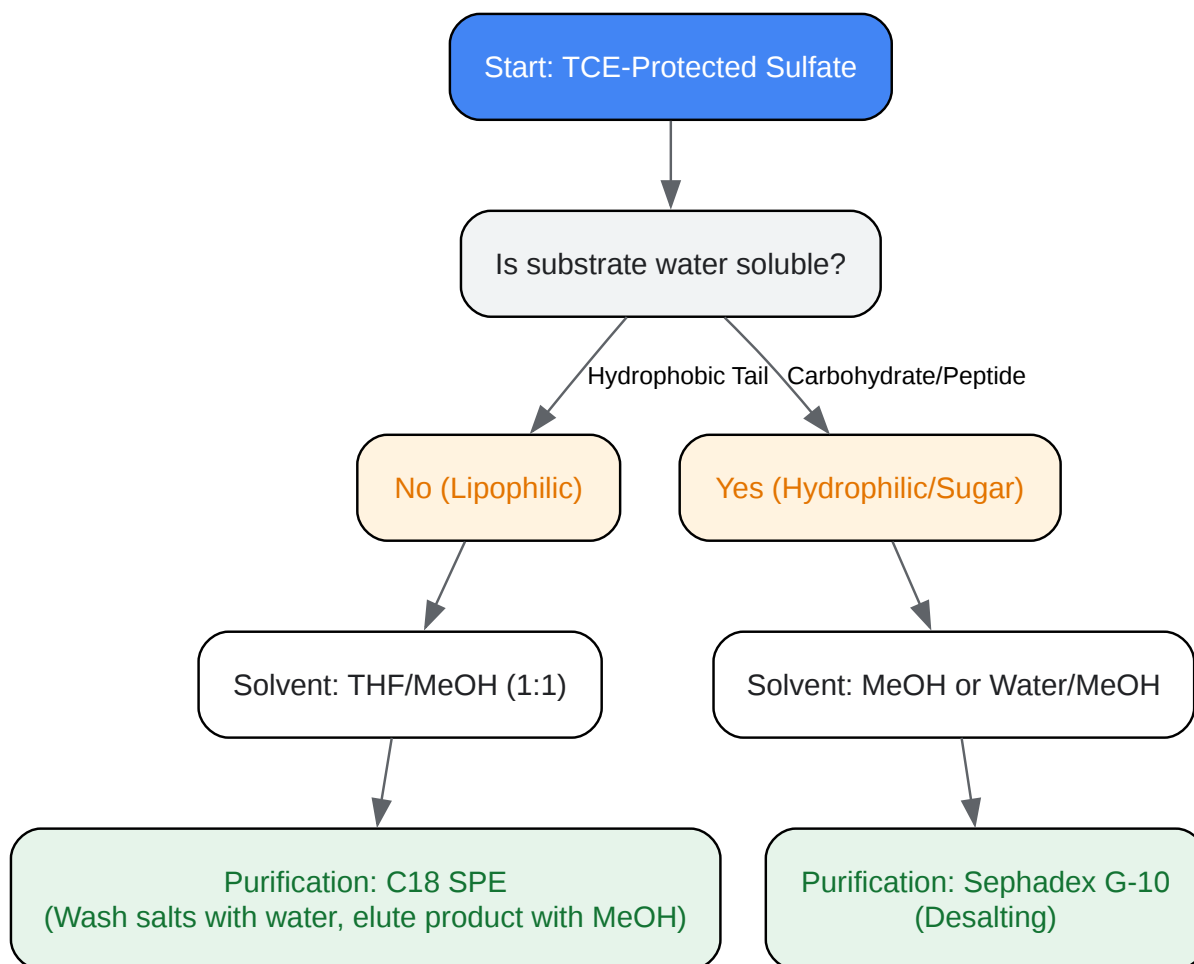 Start: TCE-Protected Sulfate
Is substrate water soluble?
Hydrophobic Tail
Carbohydrate/Peptide
No (Lipophilic)
Yes (Hydrophilic/Sugar)
Solvent: THF/MeOH (1:1)
Solvent: MeOH or Water/MeOH
Purification: C18 SPE
(Wash salts with water, elute product with MeOH)
Purification: Sephadex G-10
(Desalting)